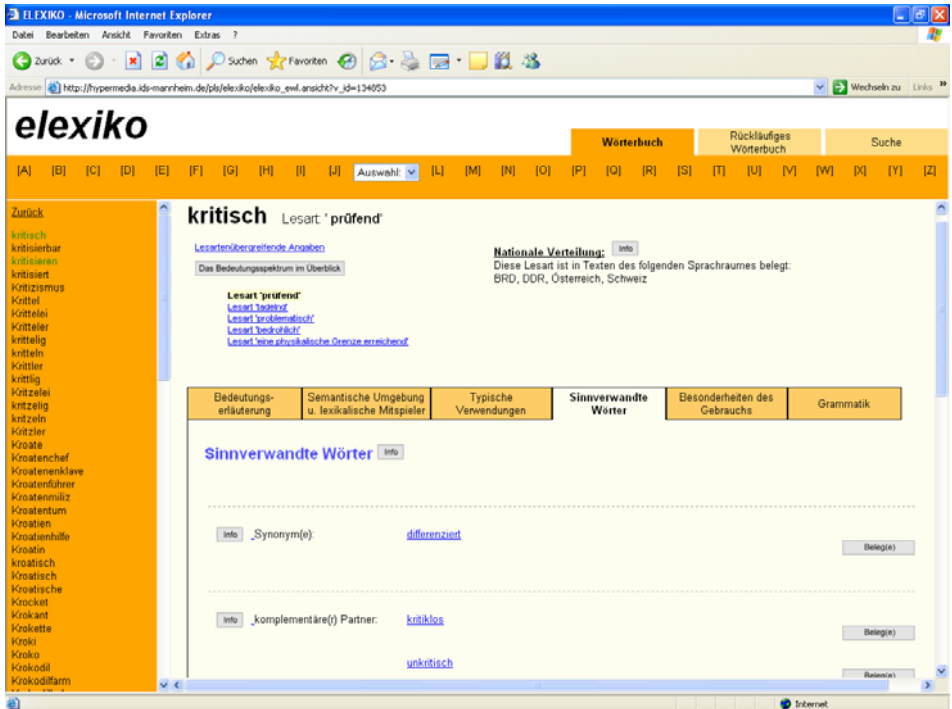 ELEXIKO - Microsoft Internet Explorer
Datei Bearbeiten Ansicht Favoriten Extras ?
Zurück Suchen Favoriten
Adresse http://hypermedia.ids-mannheim.de/pls/elexiko/elexiko_ewl.ansicht?v_id=134853 Wechseln zu Links »
elexiko
Wörterbuch Rückläufiges Wörterbuch Suche
[A] [B] [C] [D] [E] [F] [G] [H] [I] [J] Auswahl: [L] [M] [N] [O] [P] [Q] [R] [S] [T] [U] [V] [W] [X] [Y] [Z]
Zurück
kritisch
kritisierbar
kritisieren
kritisiert
Kritizismus
Krittel
Krittelei
Kritteler
krittelig
kritteln
Krittler
krittlig
Kritzelei
kritzelig
kritzeln
Kritzler
Kroate
Kroatenchef
Kroatenenklave
Kroatenführer
Kroatenmiliz
Kroatentum
Kroatien
Kroatienhilfe
Kroatin
kroatisch
Kroatisch
Kroatische
Krocket
Krokant
Krokette
Kroki
Kroko
Krokodil
Krokodilfarm
kritisch Lesart 'prüfend'
Lesartenübergreifende Angaben
Das Bedeutungsspektrum im Überblick
Lesart 'prüfend'
Lesart 'tadelnd'
Lesart 'problematisch'
Lesart 'bedrohlich'
Lesart 'eine physikalische Grenze erreichend'
Nationale Verteilung: Info
Diese Lesart ist in Texten des folgenden Sprachraumes belegt:
BRD, DDR, Österreich, Schweiz
Bedeutungs-
erläuterung
Semantische Umgebung
u. lexikalische Mitspieler
Typische
Verwendungen
Sinnverwandte
Wörter
Besonderheiten des
Gebrauchs
Grammatik
Sinnverwandte Wörter Info
Info Synonym(e): differenziert
Beleg(e)
Info komplementäre(r) Partner: kritiklos
Beleg(e)
unkritisch
Beleg(e)
Internet